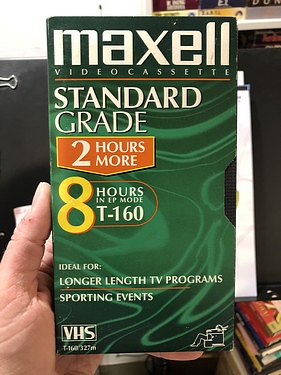 maxell
VIDEOCASSETTE
STANDARD
GRADE
2 HOURS
MORE
8 HOURS
IN EP MODE
T-160
IDEAL FOR:
LONGER LENGTH TV PROGRAMS
SPORTING EVENTS
VHS
T-160/327m